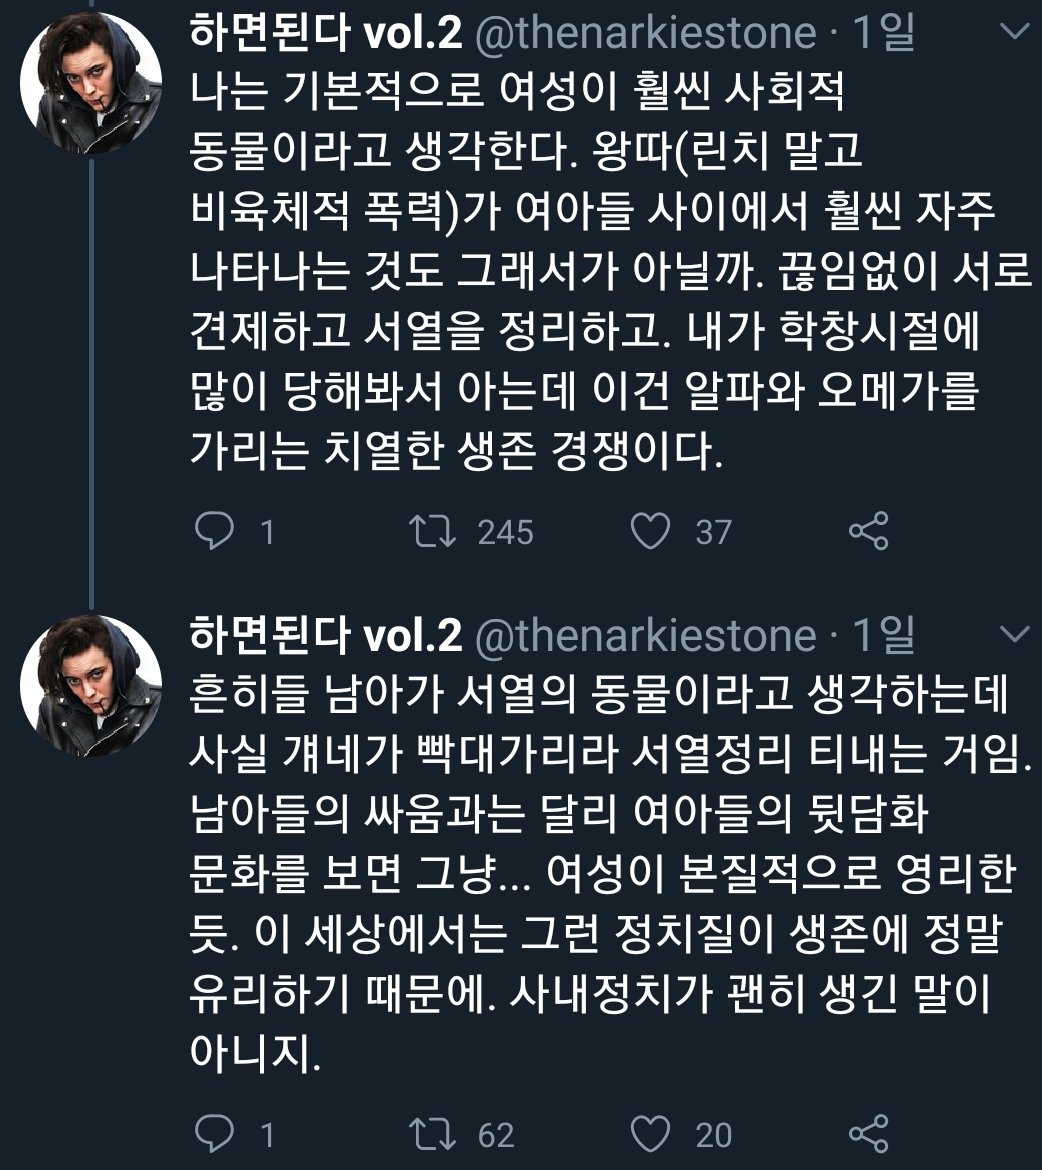 하면된다 vol.2 @thenarkiestone · 1일
나는 기본적으로 여성이 훨씬 사회적
동물이라고 생각한다. 왕따(린치 말고
비육체적 폭력)가 여아들 사이에서 훨씬 자주
나타나는 것도 그래서가 아닐까. 끊임없이 서로
견제하고 서열을 정리하고. 내가 학창시절에
많이 당해봐서 아는데 이건 알파와 오메가를
가리는 치열한 생존 경쟁이다.
1 245 37
하면된다 vol.2 @thenarkiestone · 1일
흔히들 남아가 서열의 동물이라고 생각하는데
사실 걔네가 빡대가리라 서열정리 티내는 거임.
남아들의 싸움과는 달리 여아들의 뒷담화
문화를 보면 그냥... 여성이 본질적으로 영리한
듯. 이 세상에서는 그런 정치질이 생존에 정말
유리하기 때문에. 사내정치가 괜히 생긴 말이
아니지.
1 62 20